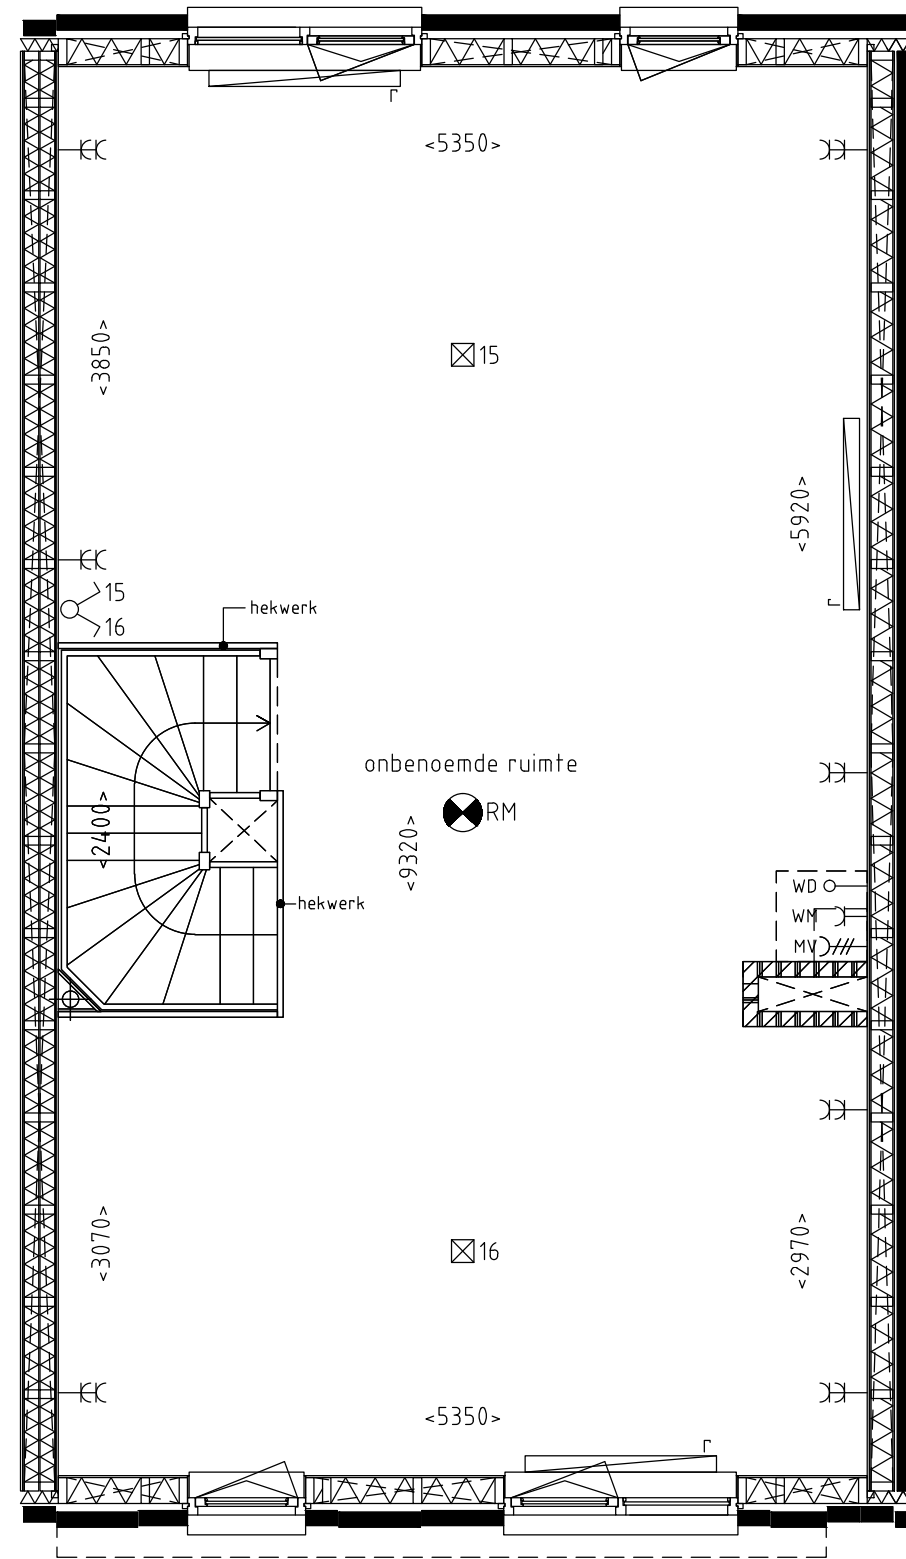 r
<5350>
<3850>
15
<5920>
r
15
16
hekwerk
onbenoemde ruimte
<2400>
RM
<9320>
hekwerk
WD
WM
MV
<3070>
16
<2970>
<5350>
r